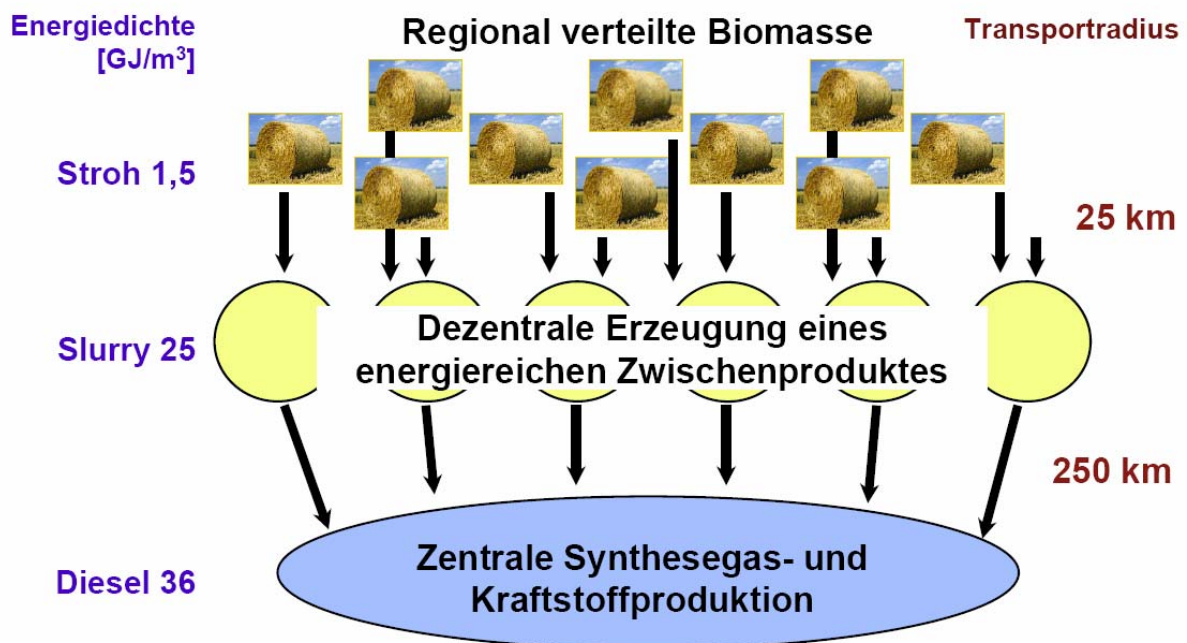 Energiedichte
[GJ/m³]
Regional verteilte Biomasse
Transportradius
Stroh 1,5
25 km
Slurry 25
Dezentrale Erzeugung eines
energiereichen Zwischenproduktes
250 km
Diesel 36
Zentrale Synthesegas- und
Kraftstoffproduktion